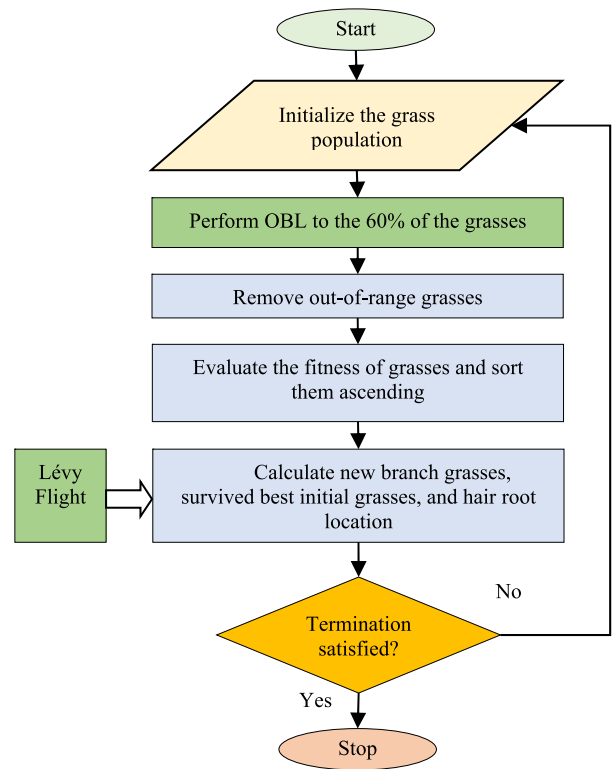 Start
Initialize the grass
population
Perform OBL to the 60% of the grasses
Remove out-of-range grasses
Evaluate the fitness of grasses and sort
them ascending
Lévy
Flight
Calculate new branch grasses,
survived best initial grasses, and hair root
location
Termination
satisfied?
No
Yes
Stop